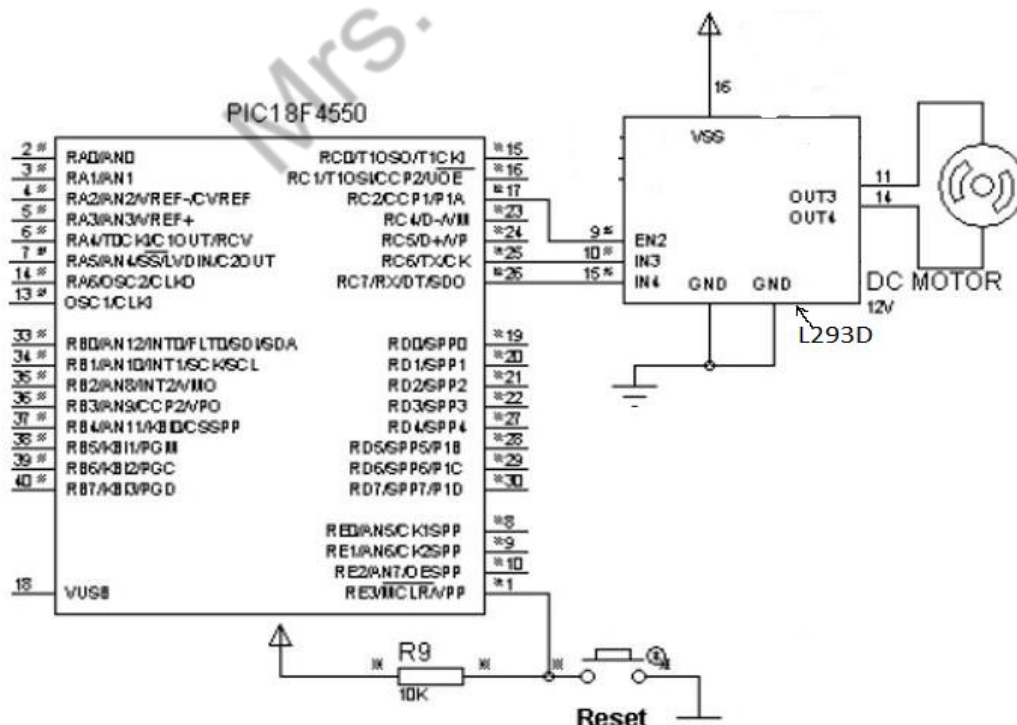 Mrs.
PIC18F4550
2 RA0/AN0
3 RA1/AN1
4 RA2/AN2/VREF-/CVREF
5 RA3/AN3/VREF+
6 RA4/T0CKI/C1OUT/RCV
7 RA5/AN4/SS/LVDIN/C2OUT
14 RA6/OSC2/CLKO
13 OSC1/CLKI
33 RB0/AN12/INT0/FLT0/SDI/SDA
34 RB1/AN10/INT1/SCK/SCL
35 RB2/AN8/INT2/VMO
36 RB3/AN9/CCP2/VPO
37 RB4/AN11/KBI0/CSSPP
38 RB5/KBI1/PGM
39 RB6/KBI2/PGC
40 RB7/KBI3/PGD
18 VUSB
RC0/T1OSO/T1CKI 15
RC1/T1OSI/CCP2/UOE 16
RC2/CCP1/P1A 17
RC4/D-/VM 23
RC5/D+/VP 24
RC6/TX/CK 25
RC7/RX/DT/SDO 26
RD0/SPP0 19
RD1/SPP1 20
RD2/SPP2 21
RD3/SPP3 22
RD4/SPP4 27
RD5/SPP5/P1B 28
RD6/SPP6/P1C 29
RD7/SPP7/P1D 30
RE0/AN5/CK1SPP 8
RE1/AN6/CK2SPP 9
RE2/AN7/OESPP 10
RE3/MCLR/VPP 1
16
VSS
9 EN2
10 IN3
15 IN4
GND GND
OUT3 11
OUT4 14
DC MOTOR
12V
L293D
R9
10K
Reset